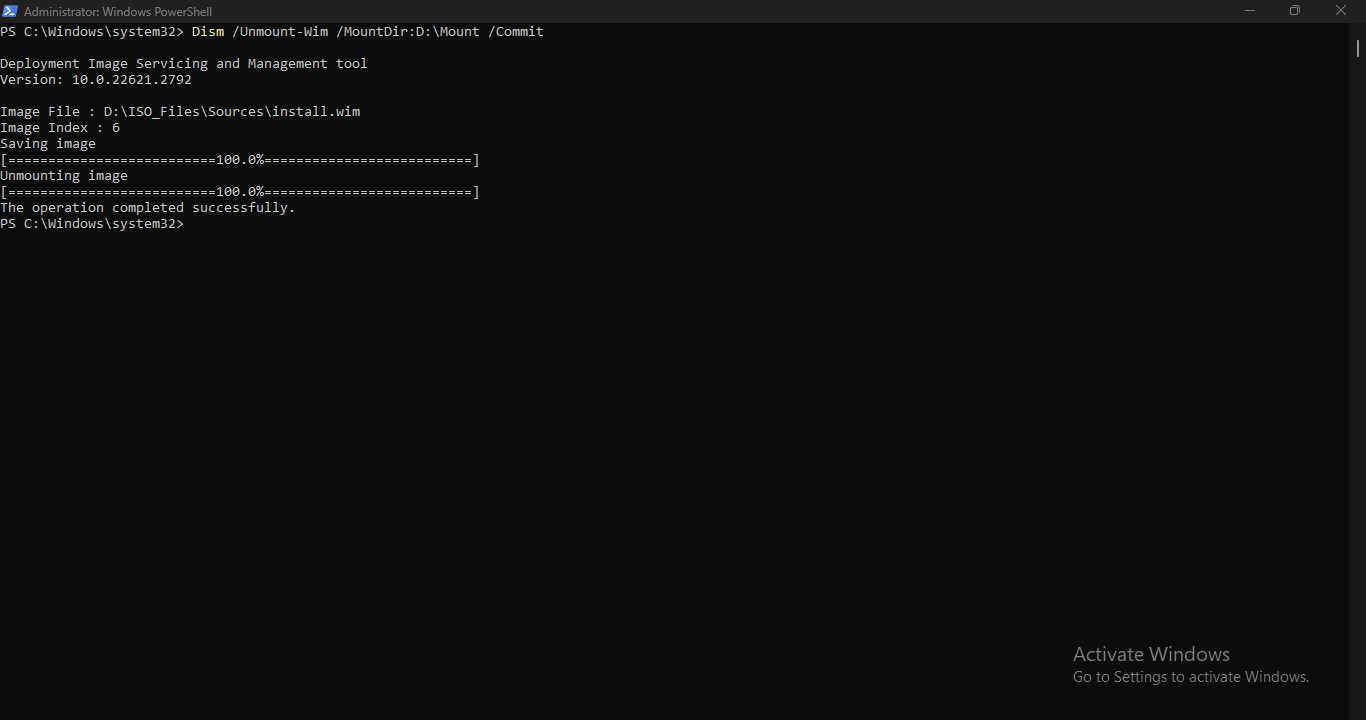 Administrator: Windows PowerShell
PS C:\Windows\system32> Dism /Unmount-Wim /MountDir:D:\Mount /Commit
Deployment Image Servicing and Management tool
Version: 10.0.22621.2792
Image File : D:\ISO_Files\Sources\install.wim
Image Index : 6
Saving image
[==========================100.0%==========================]
Unmounting image
[==========================100.0%==========================]
The operation completed successfully.
PS C:\Windows\system32>
Activate Windows
Go to Settings to activate Windows.